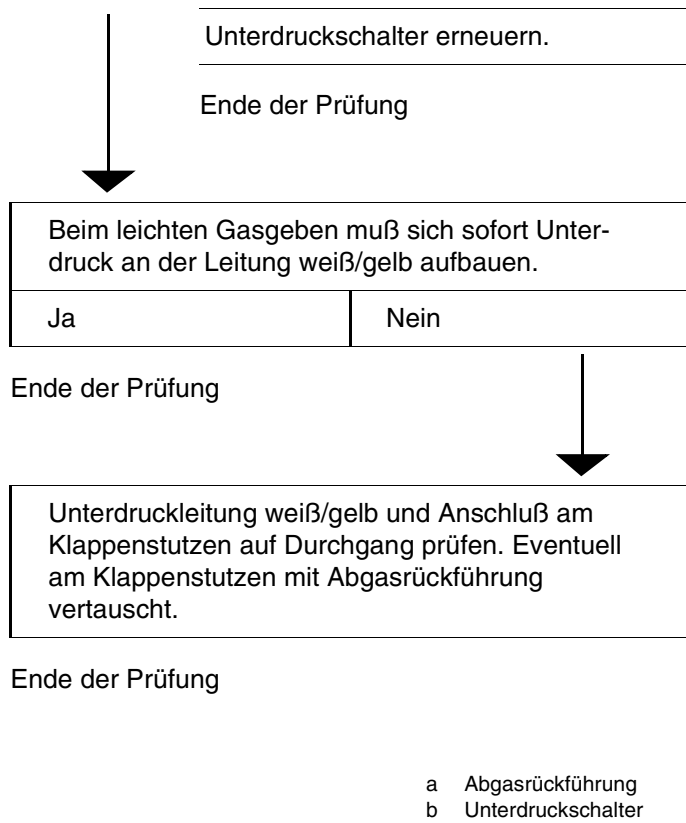 Unterdruckschalter erneuern.
Ende der Prüfung
Beim leichten Gasgeben muß sich sofort Unter-
druck an der Leitung weiß/gelb aufbauen.
Ja Nein
Ende der Prüfung
Unterdruckleitung weiß/gelb und Anschluß am
Klappenstutzen auf Durchgang prüfen. Eventuell
am Klappenstutzen mit Abgasrückführung
vertauscht.
Ende der Prüfung
a Abgasrückführung
b Unterdruckschalter